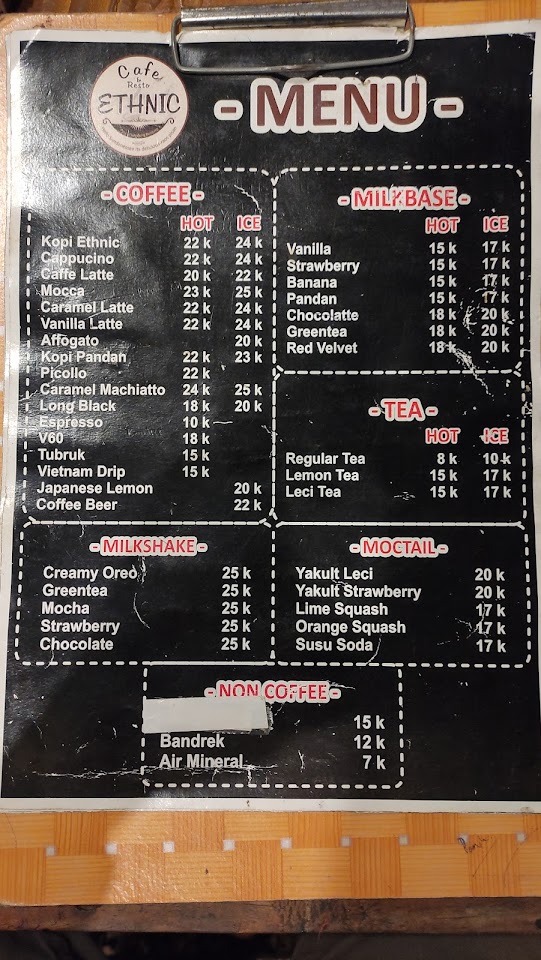 Cafe
&
Resto
ETHNIC
- MENU -
- COFFEE -
HOT ICE
Kopi Ethnic 22 k 24 k
Cappucino 22 k 24 k
Caffe Latte 20 k 22 k
Mocca 23 k 25 k
Caramel Latte 22 k 24 k
Vanilla Latte 22 k 24 k
Affogato 20 k
Kopi Pandan 22 k 23 k
Picollo 22 k
Caramel Machiatto 24 k 25 k
Long Black 18 k 20 k
Espresso 10 k
V60 18 k
Tubruk 15 k
Vietnam Drip 15 k
Japanese Lemon 20 k
Coffee Beer 22 k
- MILKBASE -
HOT ICE
Vanilla 15 k 17 k
Strawberry 15 k 17 k
Banana 15 k 17 k
Pandan 15 k 17 k
Chocolatte 18 k 20 k
Greentea 18 k 20 k
Red Velvet 18 k 20 k
- TEA -
HOT ICE
Regular Tea 8 k 10 k
Lemon Tea 15 k 17 k
Leci Tea 15 k 17 k
- MILKSHAKE -
Creamy Oreo 25 k
Greentea 25 k
Mocha 25 k
Strawberry 25 k
Chocolate 25 k
- MOCTAIL -
Yakult Leci 20 k
Yakult Strawberry 20 k
Lime Squash 17 k
Orange Squash 17 k
Susu Soda 17 k
- NON COFFEE -
15 k
Bandrek 12 k
Air Mineral 7 k